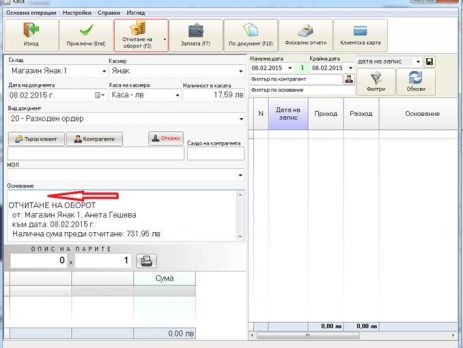 Каса
Основни операции Настройки Справки Изглед
Изход
Приключи (End)
Отчитане на оборот (F5)
Заплата (F7)
По документ (F10)
Фискални отчети
Клиентска карта
Склад
Касиер
Магазин Янак 1
Янак
Дата на документа
Каса на касиера
Наличност в касата
08.02.2015 г.
Каса - лв
17,59 лв
Вид документ
20 - Разходен ордер
Търси клиент
Контрагенти
Откажи
Салдо на контрагента
МОЛ
Основание
ОТЧИТАНЕ НА ОБОРОТ
от: Магазин Янак 1, Анета Гешева
към дата: 08.02.2015 г.
Налична сума преди отчитане: 731,95 лв
ОПИС НА ПАРИТЕ
0 x 1
Сума
0,00 лв
Начална дата
Крайна дата
08.02.2015
1
08.02.2015
дата на запис
Филтър по контрагент
Филтър по основание
Филтри
Обнови
N
Дата на запис
Приход
Разход
Основание
0,00 лв
0,00 лв